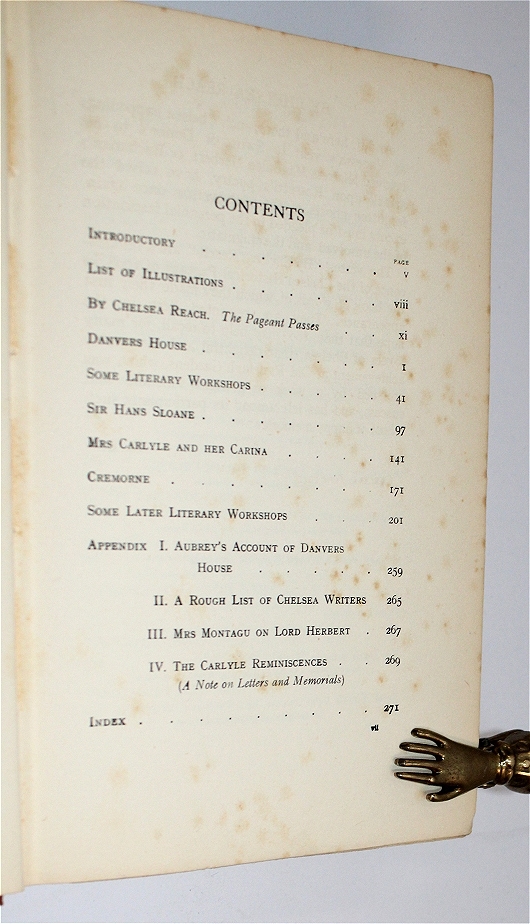 CONTENTS
PAGE
INTRODUCTORY . . . . . . . v
LIST OF ILLUSTRATIONS . . . . . . viii
BY CHELSEA REACH. The Pageant Passes . . xi
DANVERS HOUSE . . . . . . . 1
SOME LITERARY WORKSHOPS . . . . . 41
SIR HANS SLOANE . . . . . . . 97
MRS CARLYLE AND HER CARINA . . . . 141
CREMORNE . . . . . . . 171
SOME LATER LITERARY WORKSHOPS . . . 201
APPENDIX I. AUBREY'S ACCOUNT OF DANVERS
HOUSE . . . . . 259
II. A ROUGH LIST OF CHELSEA WRITERS 265
III. MRS MONTAGU ON LORD HERBERT . 267
IV. THE CARLYLE REMINISCENCES . . 269
(A Note on Letters and Memorials)
INDEX . . . . . . . . . 271
vii